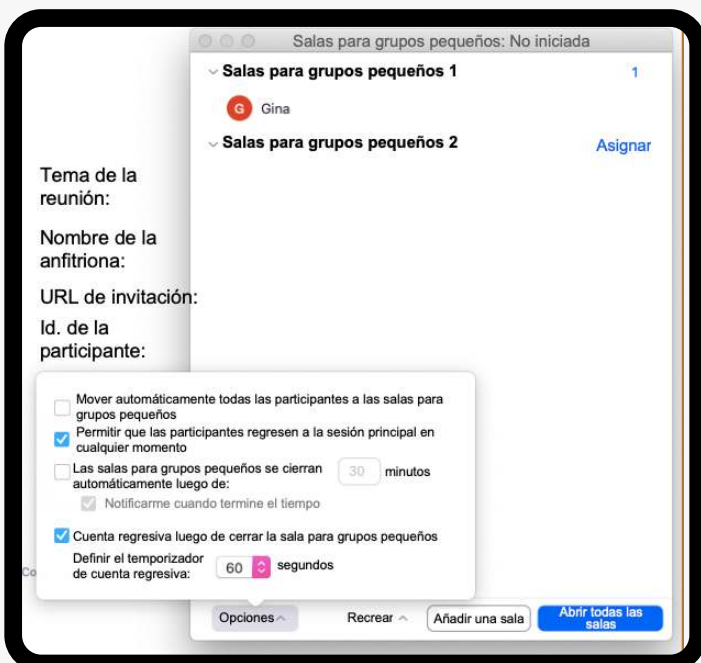 Salas para grupos pequeños: No iniciada
Salas para grupos pequeños 1
1
G
Gina
Salas para grupos pequeños 2
Asignar
Tema de la
reunión:
Nombre de la
anfitriona:
URL de invitación:
Id. de la
participante:
Mover automáticamente todas las participantes a las salas para
grupos pequeños
Permitir que las participantes regresen a la sesión principal en
cualquier momento
Las salas para grupos pequeños se cierran
automáticamente luego de:
30 minutos
Notificarme cuando termine el tiempo
Cuenta regresiva luego de cerrar la sala para grupos pequeños
Definir el temporizador
de cuenta regresiva:
60 segundos
Co
Opciones
Recrear
Añadir una sala
Abrir todas las
salas